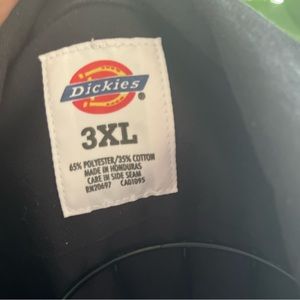 Dickies®
3XL
65% POLYESTER/35% COTTON
MADE IN HONDURAS
CARE IN SIDE SEAM
RN20697 CA01095